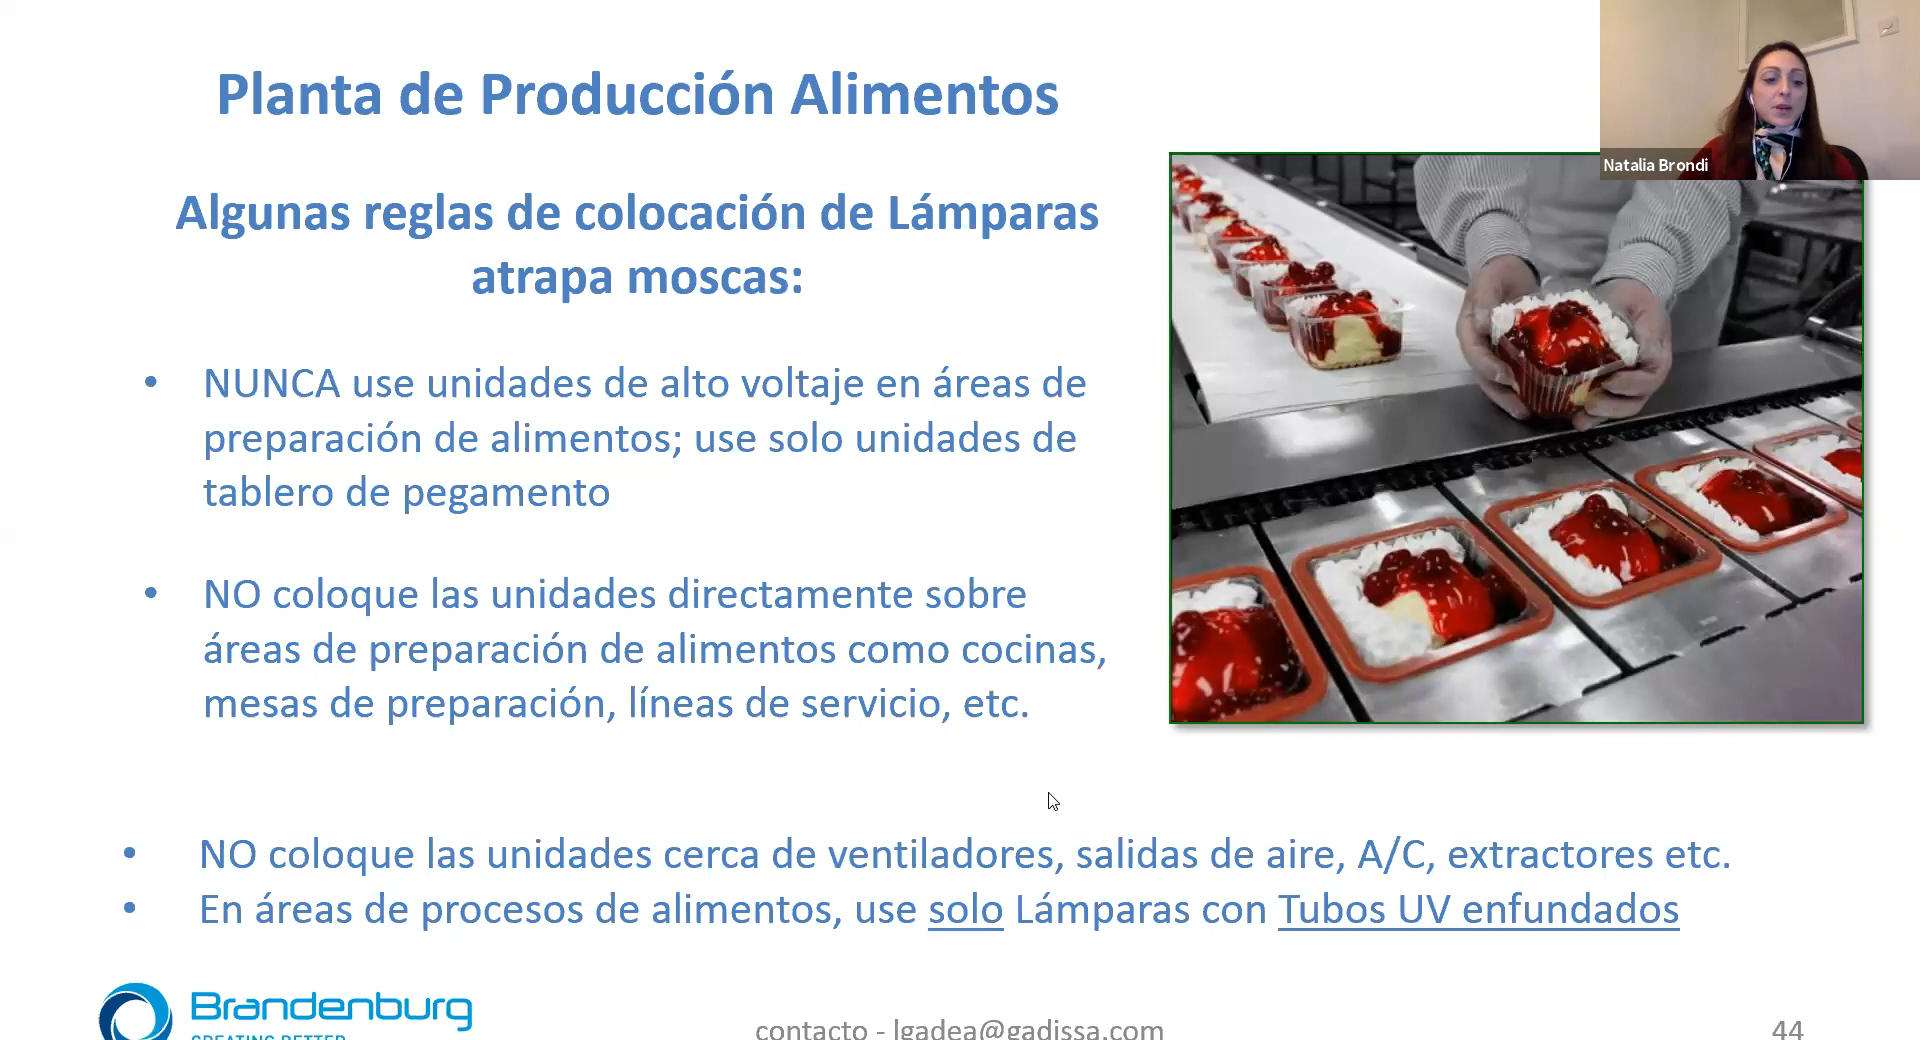 Planta de Producción Alimentos
Natalia Brondi
Algunas reglas de colocación de Lámparas
atrapa moscas:
• NUNCA use unidades de alto voltaje en áreas de
preparación de alimentos; use solo unidades de
tablero de pegamento
• NO coloque las unidades directamente sobre
áreas de preparación de alimentos como cocinas,
mesas de preparación, líneas de servicio, etc.
• NO coloque las unidades cerca de ventiladores, salidas de aire, A/C, extractores etc.
• En áreas de procesos de alimentos, use solo Lámparas con Tubos UV enfundados
Brandenburg
CREATING BETTER
contacto - lgadea@gadissa.com
44